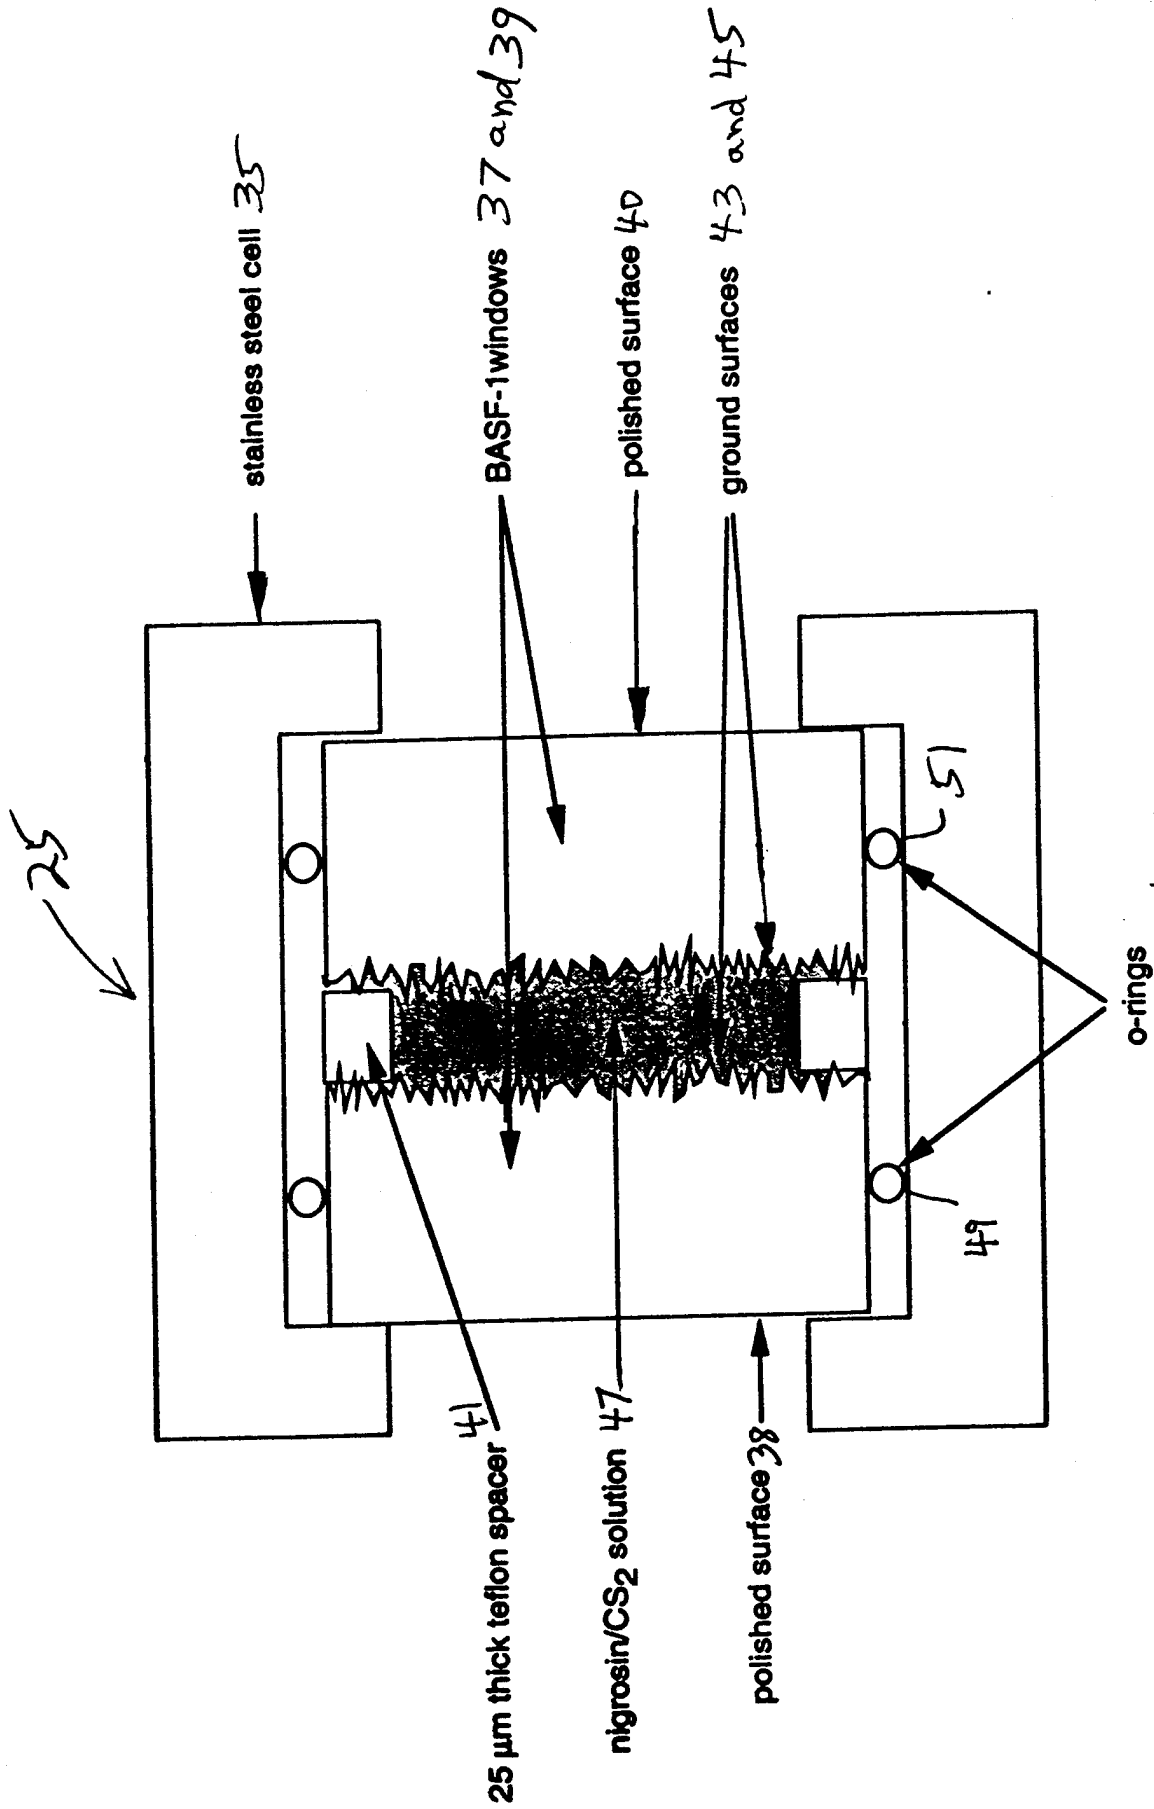 25
stainless steel cell 35
BASF-1windows 37 and 39
polished surface 40
ground surfaces 43 and 45
25 µm thick teflon spacer 41
nigrosin/CS₂ solution 47
polished surface 38
49
51
o-rings